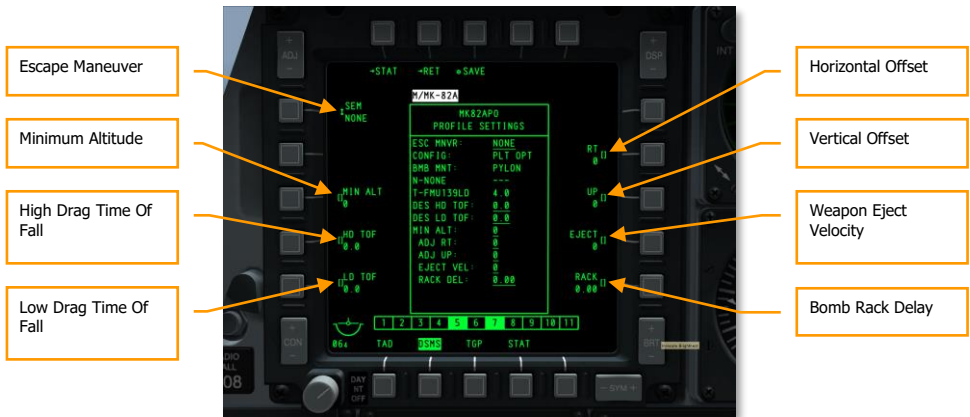 Escape Maneuver
Minimum Altitude
High Drag Time Of
Fall
Low Drag Time Of
Fall
ADJ
DSP
INT
→STAT →RET SAVE
M/MK-82A
SEM
NONE
MK82APO
PROFILE SETTINGS
ESC MNVR: NONE
CONFIG: PLT OPT
BMB MNT: PYLON
N-NONE ---
T-FMU139LD 4.0
DES HD TOF: 0.0
DES LD TOF: 0.0
MIN ALT: 0
ADJ RT: 0
ADJ UP: 0
EJECT VEL: 0
RACK DEL: 0.00
MIN ALT
0
HD TOF
0.0
LD TOF
0.0
RT
0
UP
0
EJECT
0
RACK
0.00
1 2 3 4 5 6 7 8 9 10 11
TAD DSMS TGP STAT
CON
BRT
DAY
NT
OFF
- SYM +
08
Horizontal Offset
Vertical Offset
Weapon Eject
Velocity
Bomb Rack Delay